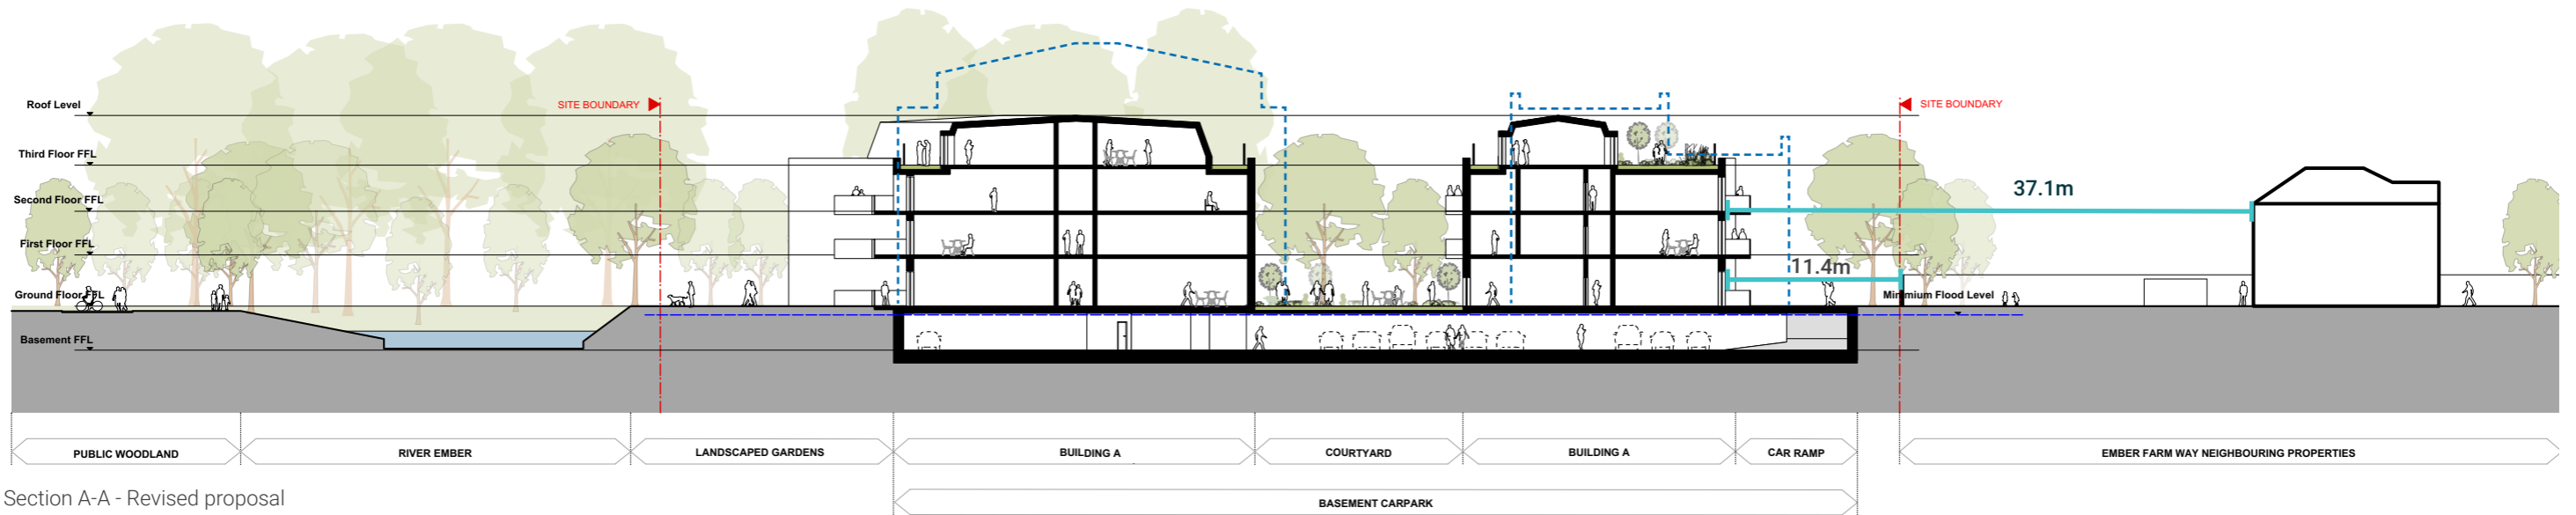 Roof Level
SITE BOUNDARY
SITE BOUNDARY
Third Floor FFL
37.1m
Second Floor FFL
First Floor FFL
11.4m
Ground Floor FFL
Minimium Flood Level
Basement FFL
PUBLIC WOODLAND
RIVER EMBER
LANDSCAPED GARDENS
BUILDING A
COURTYARD
BUILDING A
CAR RAMP
EMBER FARM WAY NEIGHBOURING PROPERTIES
Section A-A - Revised proposal
BASEMENT CARPARK